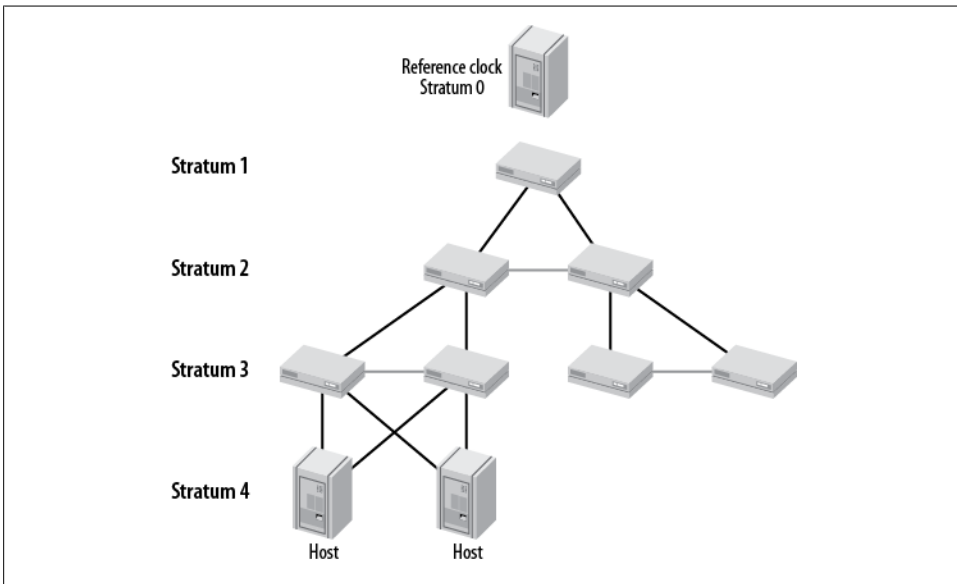 Reference clock
Stratum 0
Stratum 1
Stratum 2
Stratum 3
Stratum 4
Host
Host